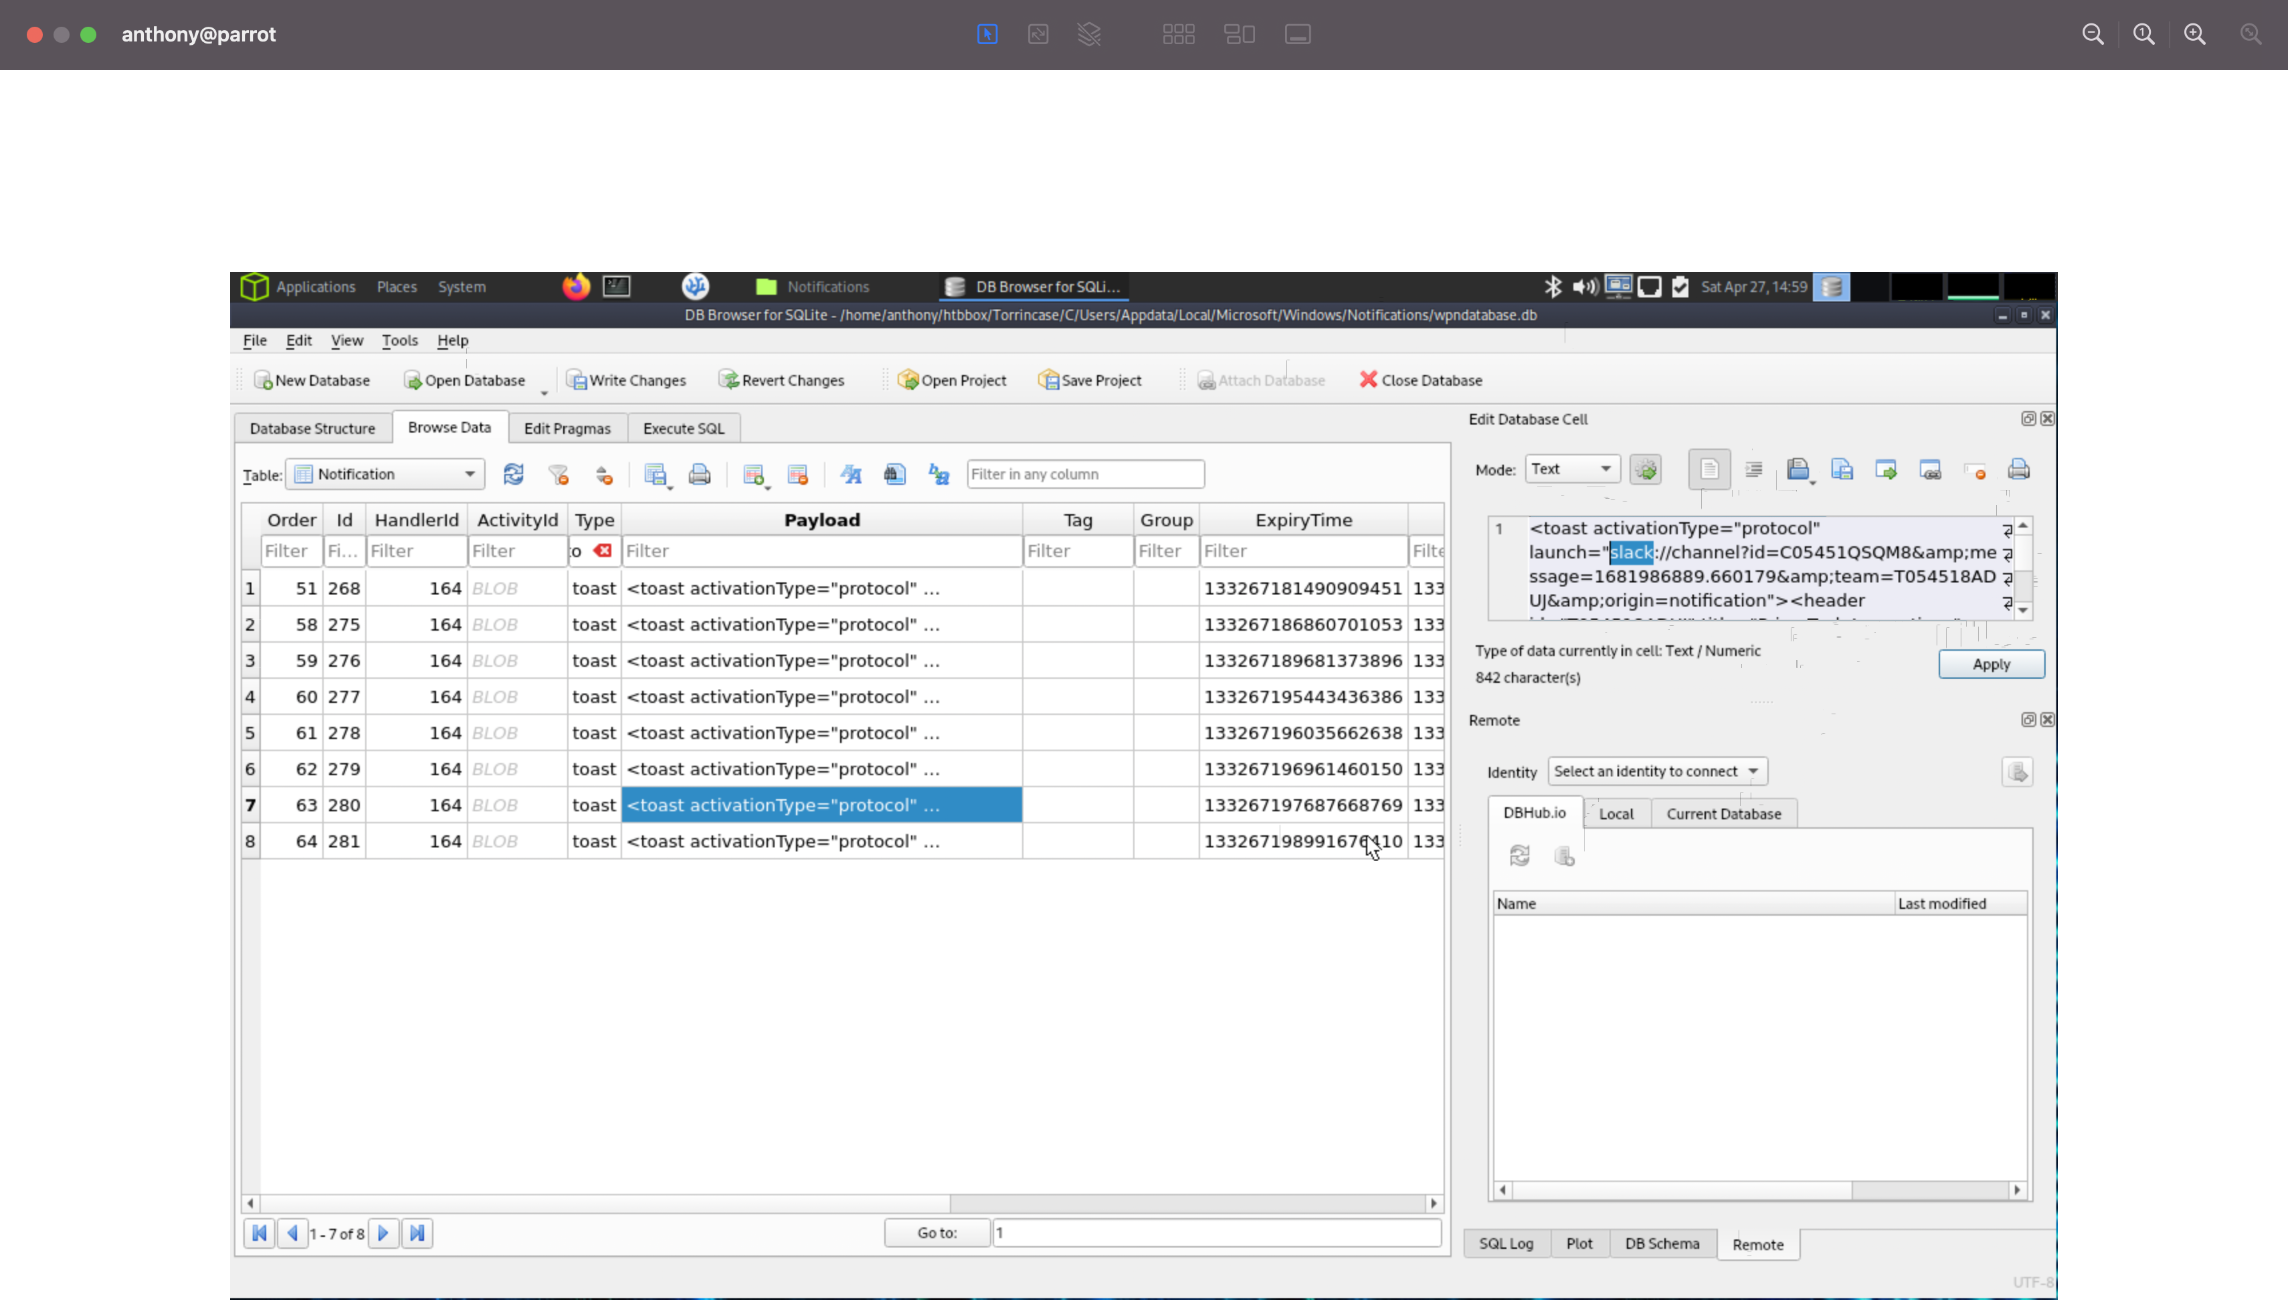 anthony@parrot
Applications Places System Notifications DB Browser for SQLi... Sat Apr 27, 14:59
DB Browser for SQLite - /home/anthony/htbbox/Torrincase/C/Users/Appdata/Local/Microsoft/Windows/Notifications/wpndatabase.db
File Edit View Tools Help
New Database Open Database Write Changes Revert Changes Open Project Save Project Attach Database Close Database
Database Structure Browse Data Edit Pragmas Execute SQL
Table: Notification Filter in any column
Order Id HandlerId ActivityId Type Payload Tag Group ExpiryTime
Filter Fi... Filter Filter :o Filter Filter Filter Filter Filte
1 51 268 164 BLOB toast <toast activationType="protocol" ... 133267181490909451 133
2 58 275 164 BLOB toast <toast activationType="protocol" ... 133267186860701053 133
3 59 276 164 BLOB toast <toast activationType="protocol" ... 133267189681373896 133
4 60 277 164 BLOB toast <toast activationType="protocol" ... 133267195443436386 133
5 61 278 164 BLOB toast <toast activationType="protocol" ... 133267196035662638 133
6 62 279 164 BLOB toast <toast activationType="protocol" ... 133267196961460150 133
7 63 280 164 BLOB toast <toast activationType="protocol" ... 133267197687668769 133
8 64 281 164 BLOB toast <toast activationType="protocol" ... 133
1 - 7 of 8 Go to: 1
Edit Database Cell
Mode: Text
1 <toast activationType="protocol"
launch="slack://channel?id=C05451QSQM8&amp;me
ssage=1681986889.660179&amp;team=T054518AD
UJ&amp;origin=notification"><header
Type of data currently in cell: Text / Numeric
842 character(s)
Apply
Remote
Identity Select an identity to connect
DBHub.io Local Current Database
Name Last modified
SQL Log Plot DB Schema Remote
UTF-8